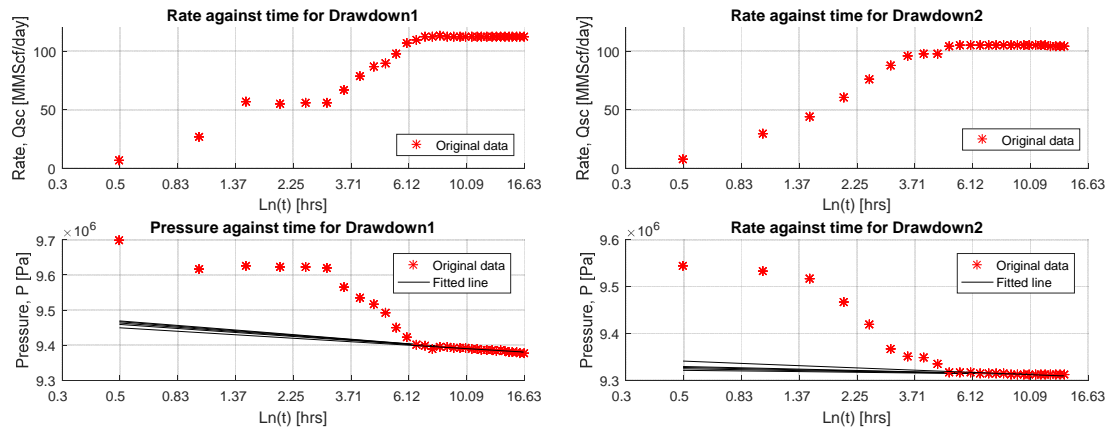 Rate against time for Drawdown1
Rate, Qsc [MMScf/day]
100
50
0
0.3 0.5 0.83 1.37 2.25 3.71 6.12 10.09 16.63
Ln(t) [hrs]
Original data
Rate against time for Drawdown2
Rate, Qsc [MMScf/day]
100
50
0
0.3 0.5 0.83 1.37 2.25 3.71 6.12 10.09 16.63
Ln(t) [hrs]
Original data
Pressure against time for Drawdown1
× 10^6
Pressure, P [Pa]
9.7
9.6
9.5
9.4
9.3
0.3 0.5 0.83 1.37 2.25 3.71 6.12 10.09 16.63
Ln(t) [hrs]
Original data
Fitted line
Rate against time for Drawdown2
× 10^6
Pressure, P [Pa]
9.6
9.5
9.4
9.3
0.3 0.5 0.83 1.37 2.25 3.71 6.12 10.09 16.63
Ln(t) [hrs]
Original data
Fitted line